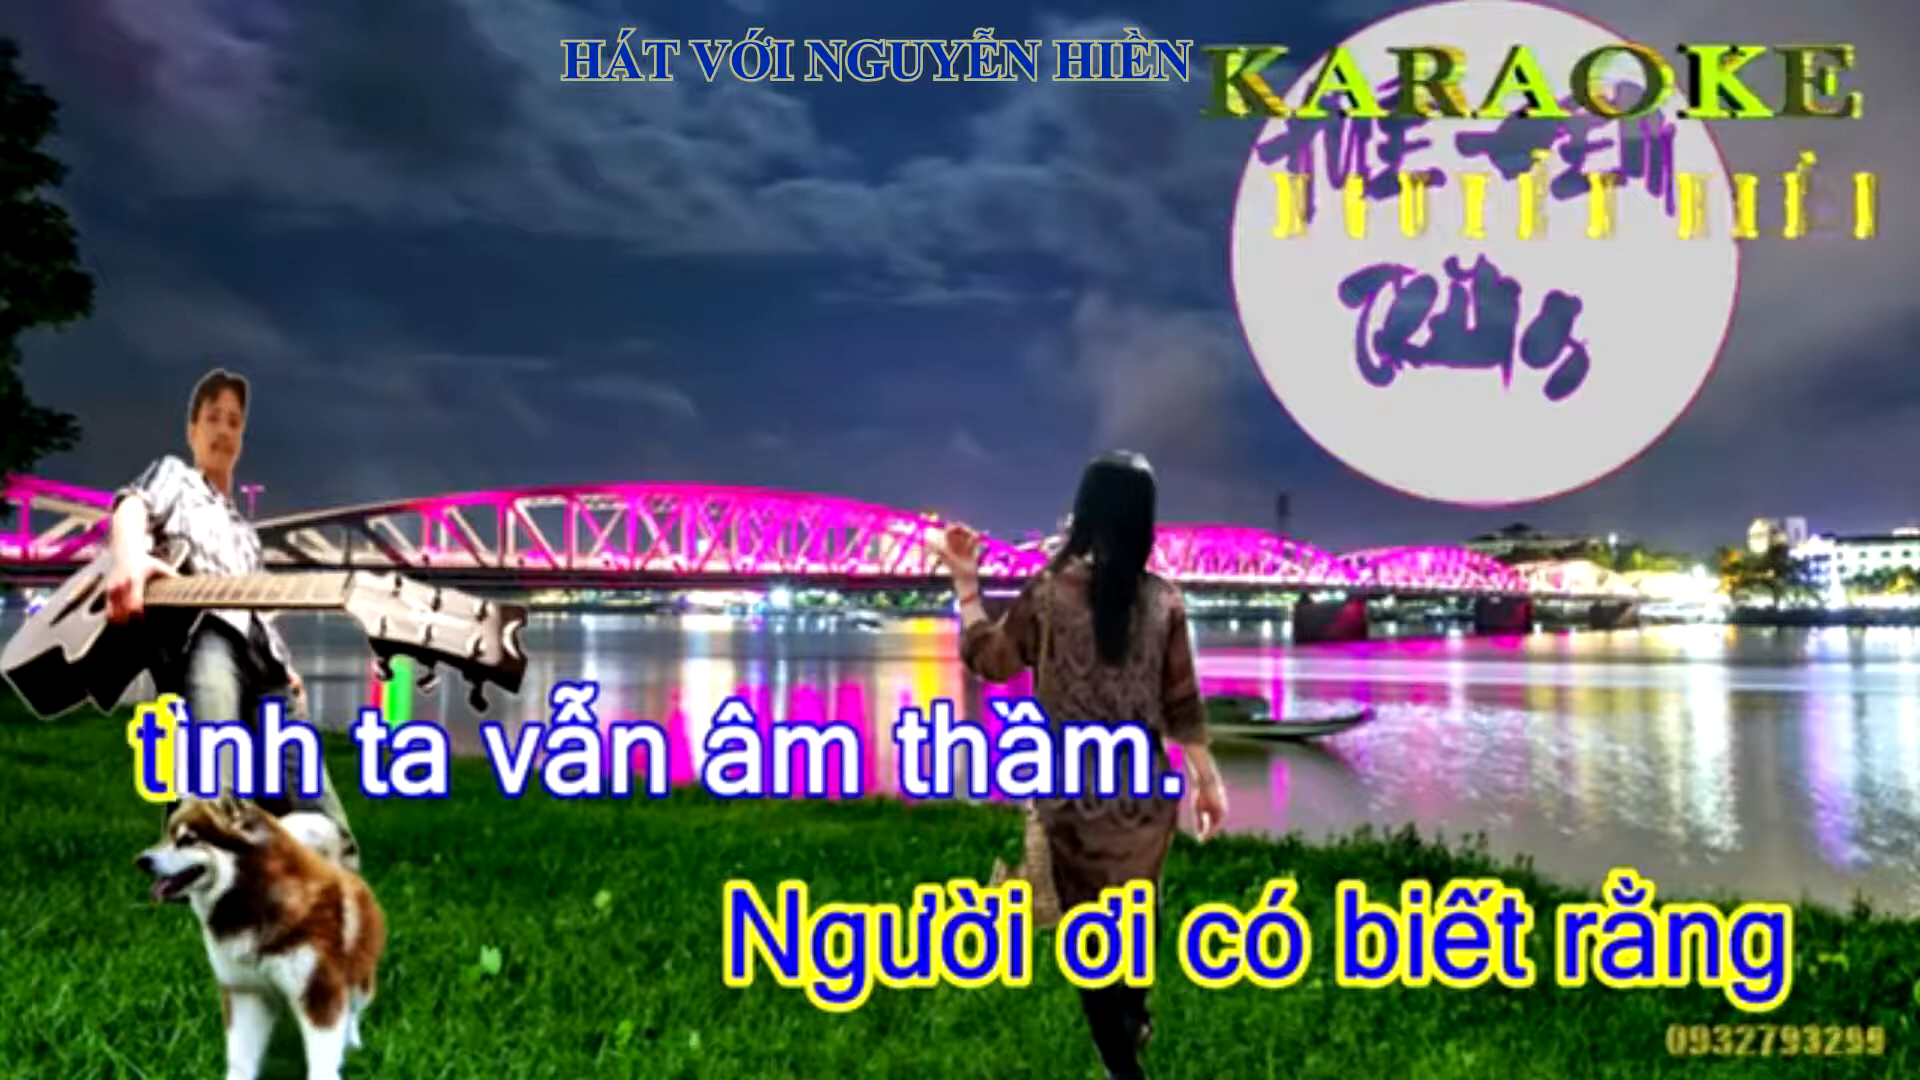 HÁT VỚI NGUYỄN HIỀN
KARAOKE
tình ta vẫn âm thầm.
Người ơi có biết rằng
0932793299